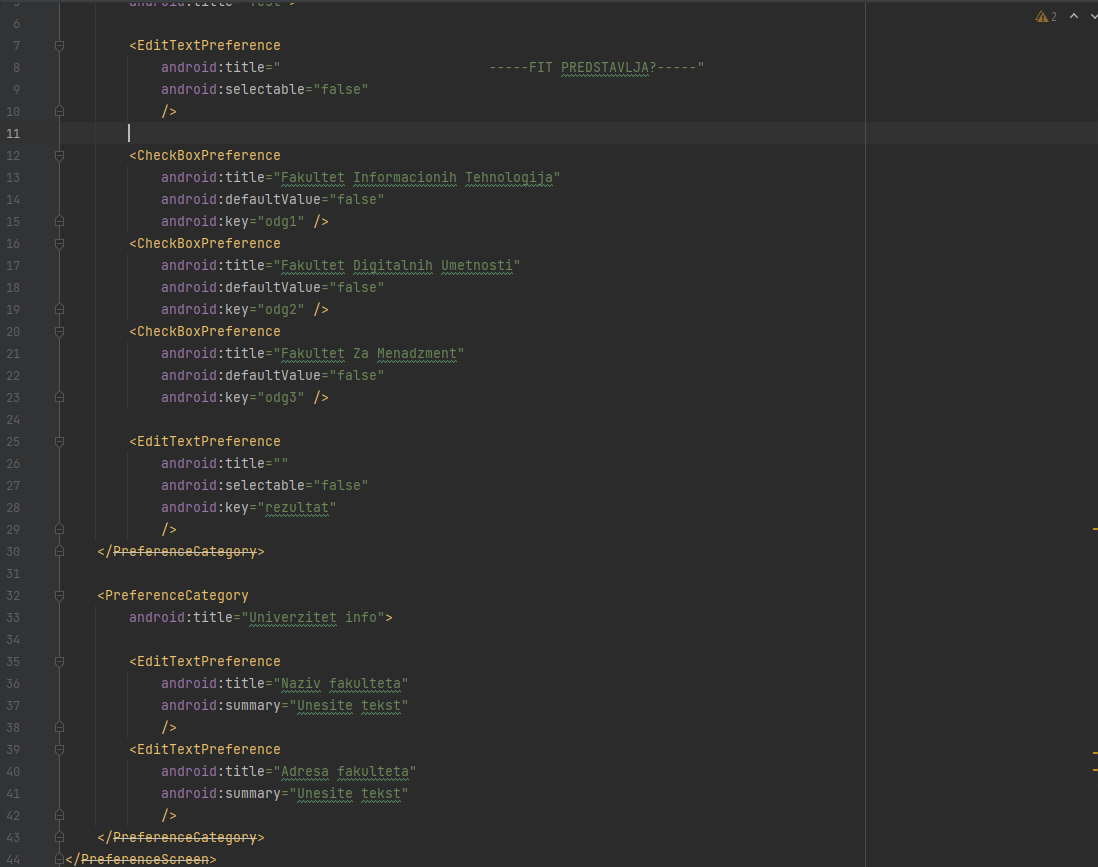 5 android:title="Test">
2
6
7 <EditTextPreference
8 android:title="                          -----FIT PREDSTAVLJA?-----"
9 android:selectable="false"
10 />
11
12 <CheckBoxPreference
13 android:title="Fakultet Informacionih Tehnologija"
14 android:defaultValue="false"
15 android:key="odg1" />
16 <CheckBoxPreference
17 android:title="Fakultet Digitalnih Umetnosti"
18 android:defaultValue="false"
19 android:key="odg2" />
20 <CheckBoxPreference
21 android:title="Fakultet Za Menadzment"
22 android:defaultValue="false"
23 android:key="odg3" />
24
25 <EditTextPreference
26 android:title=""
27 android:selectable="false"
28 android:key="rezultat"
29 />
30 </PreferenceCategory>
31
32 <PreferenceCategory
33 android:title="Univerzitet info">
34
35 <EditTextPreference
36 android:title="Naziv fakulteta"
37 android:summary="Unesite tekst"
38 />
39 <EditTextPreference
40 android:title="Adresa fakulteta"
41 android:summary="Unesite tekst"
42 />
43 </PreferenceCategory>
44 </PreferenceScreen>